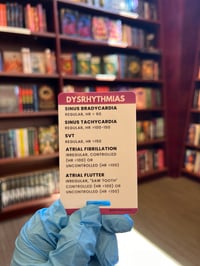 DYSRHYTHMIAS
SINUS BRADYCARDIA
REGULAR, HR < 60
SINUS TACHYCARDIA
REGULAR, HR >100-150
SVT
REGULAR, HR >150
ATRIAL FIBRILLATION
IRREGULAR, CONTROLLED
(HR <100) OR
UNCONTROLLED (HR >100)
ATRIAL FLUTTER
IRREGULAR, "SAW TOOTH"
CONTROLLED (HR <100) OR
UNCONTROLLED (HR >100)